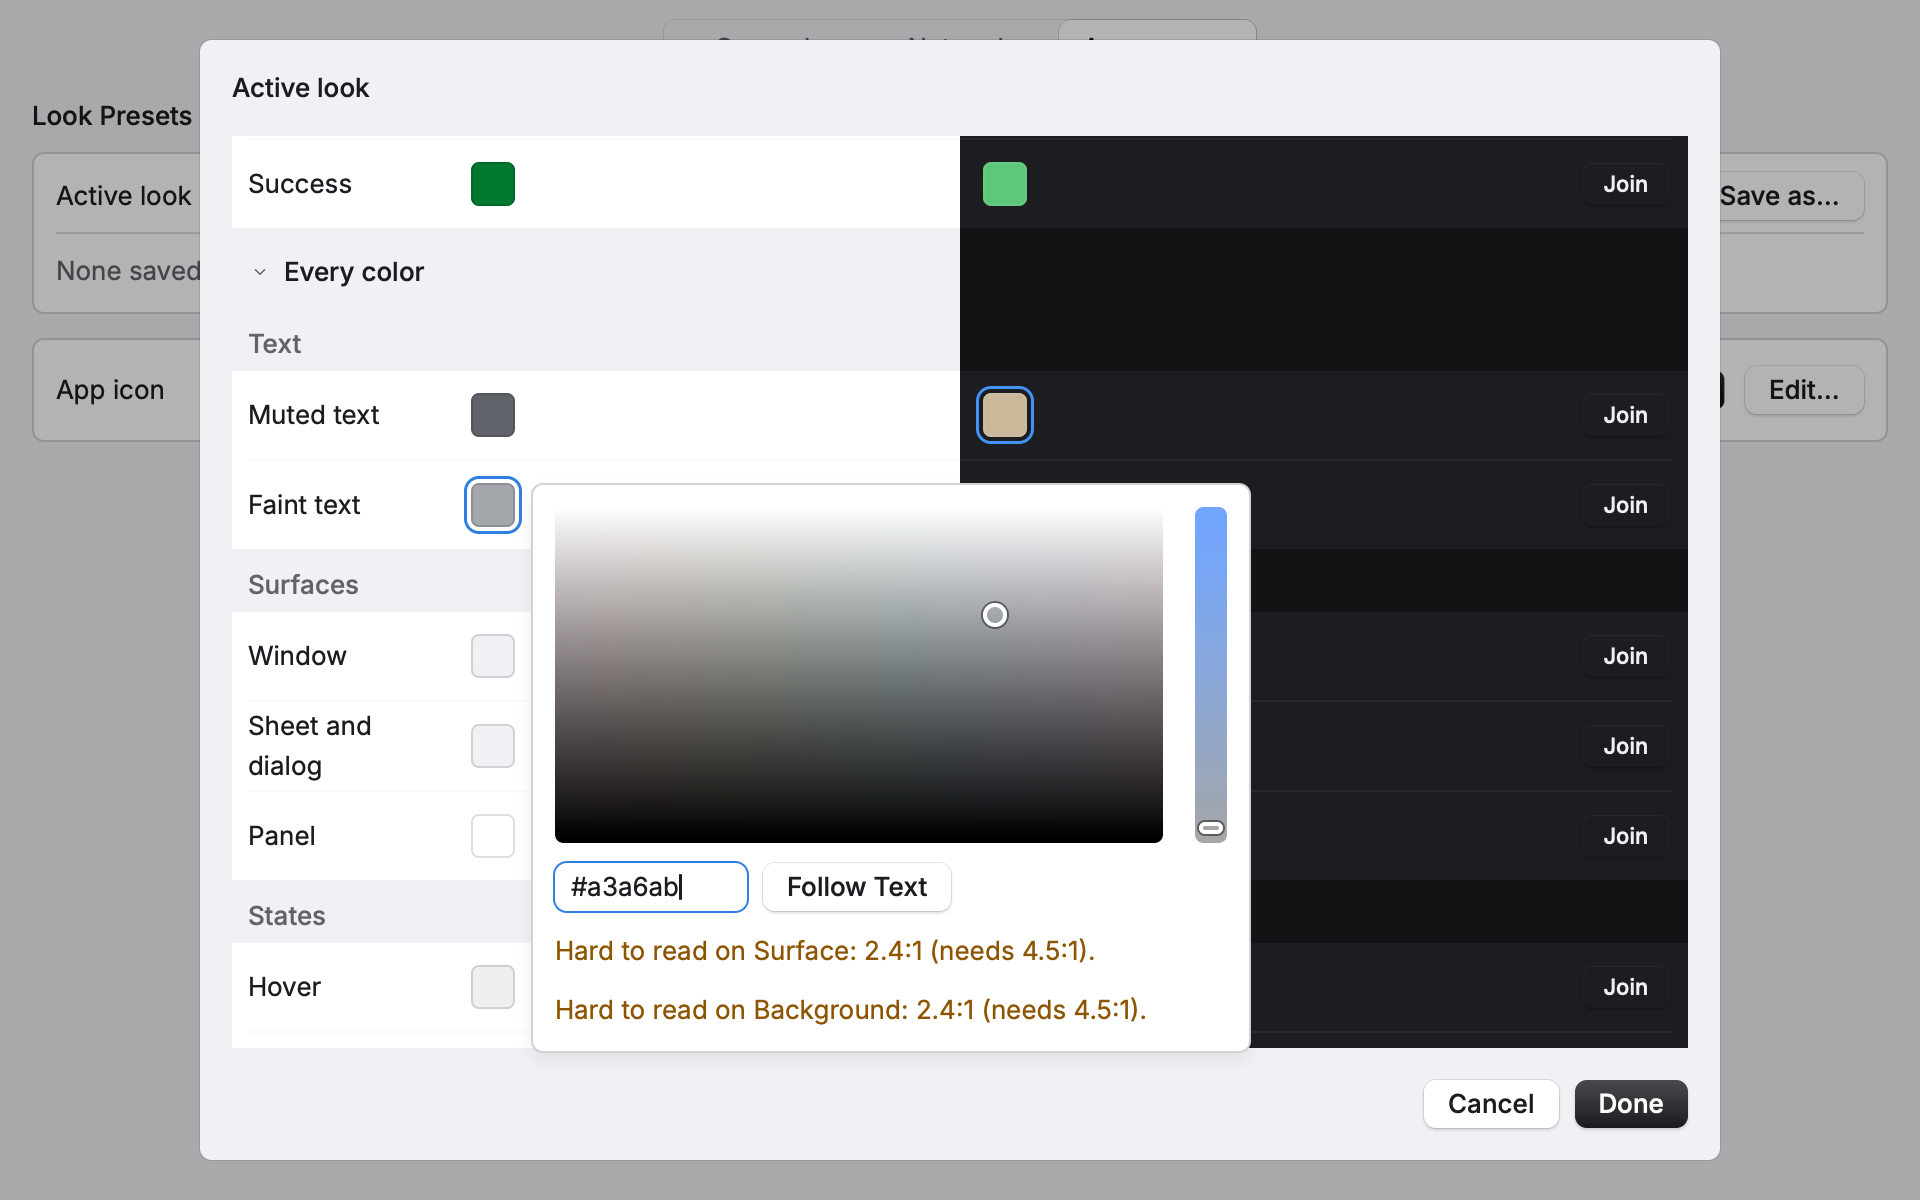 Active look
Look Presets
Active look
Save as...
None saved
App icon
Edit...
Success
Join
Every color
Text
Muted text
Join
Faint text
Join
Surfaces
Window
Join
Sheet and
dialog
Join
Panel
Join
States
Hover
Join
#a3a6ab
Follow Text
Hard to read on Surface: 2.4:1 (needs 4.5:1).
Hard to read on Background: 2.4:1 (needs 4.5:1).
Cancel
Done